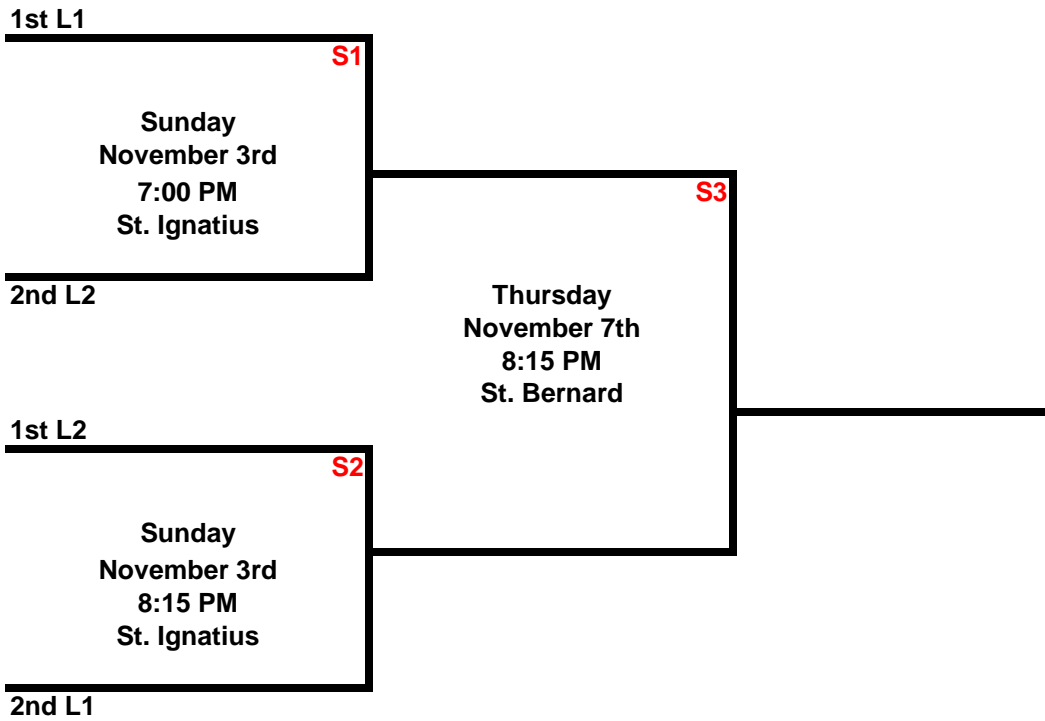 1st L1
S1
Sunday
November 3rd
7:00 PM
St. Ignatius
2nd L2
S3
Thursday
November 7th
8:15 PM
St. Bernard
1st L2
S2
Sunday
November 3rd
8:15 PM
St. Ignatius
2nd L1